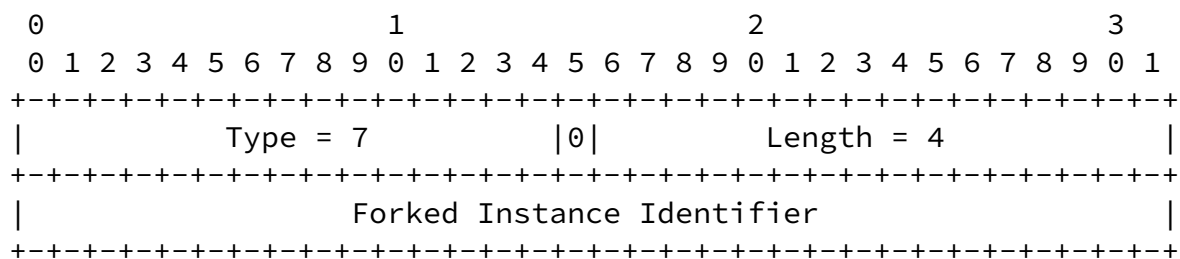 0                   1                   2                   3
 0 1 2 3 4 5 6 7 8 9 0 1 2 3 4 5 6 7 8 9 0 1 2 3 4 5 6 7 8 9 0 1
+-+-+-+-+-+-+-+-+-+-+-+-+-+-+-+-+-+-+-+-+-+-+-+-+-+-+-+-+-+-+-+-+
|           Type = 7          |0|         Length = 4            |
+-+-+-+-+-+-+-+-+-+-+-+-+-+-+-+-+-+-+-+-+-+-+-+-+-+-+-+-+-+-+-+-+
|                  Forked Instance Identifier                   |
+-+-+-+-+-+-+-+-+-+-+-+-+-+-+-+-+-+-+-+-+-+-+-+-+-+-+-+-+-+-+-+-+